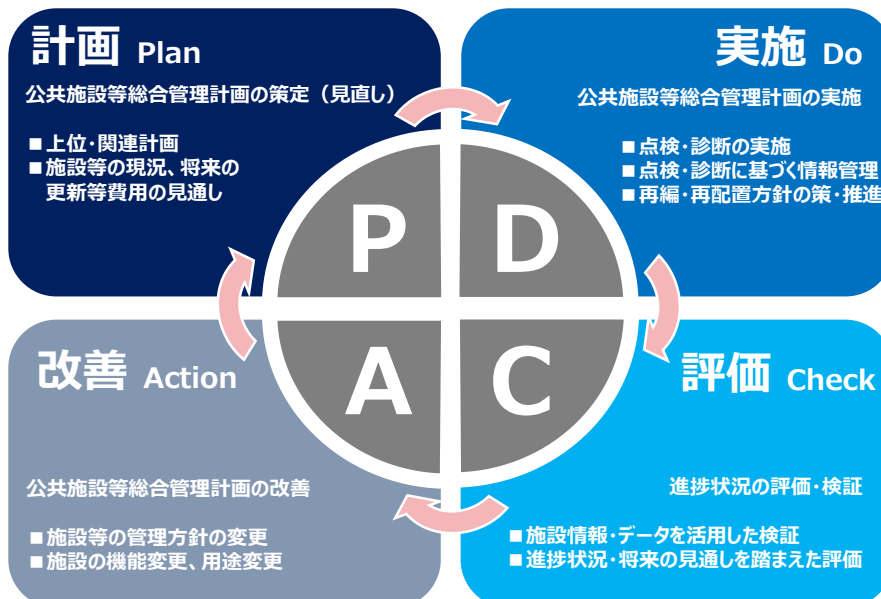 計画 Plan
公共施設等総合管理計画の策定（見直し）
■上位・関連計画
■施設等の現況、将来の
更新等費用の見通し
実施 Do
公共施設等総合管理計画の実施
■点検・診断の実施
■点検・診断に基づく情報管理
■再編・再配置方針の策・推進
P
D
A
C
改善 Action
公共施設等総合管理計画の改善
■施設等の管理方針の変更
■施設の機能変更、用途変更
評価 Check
進捗状況の評価・検証
■施設情報・データを活用した検証
■進捗状況・将来の見通しを踏まえた評価